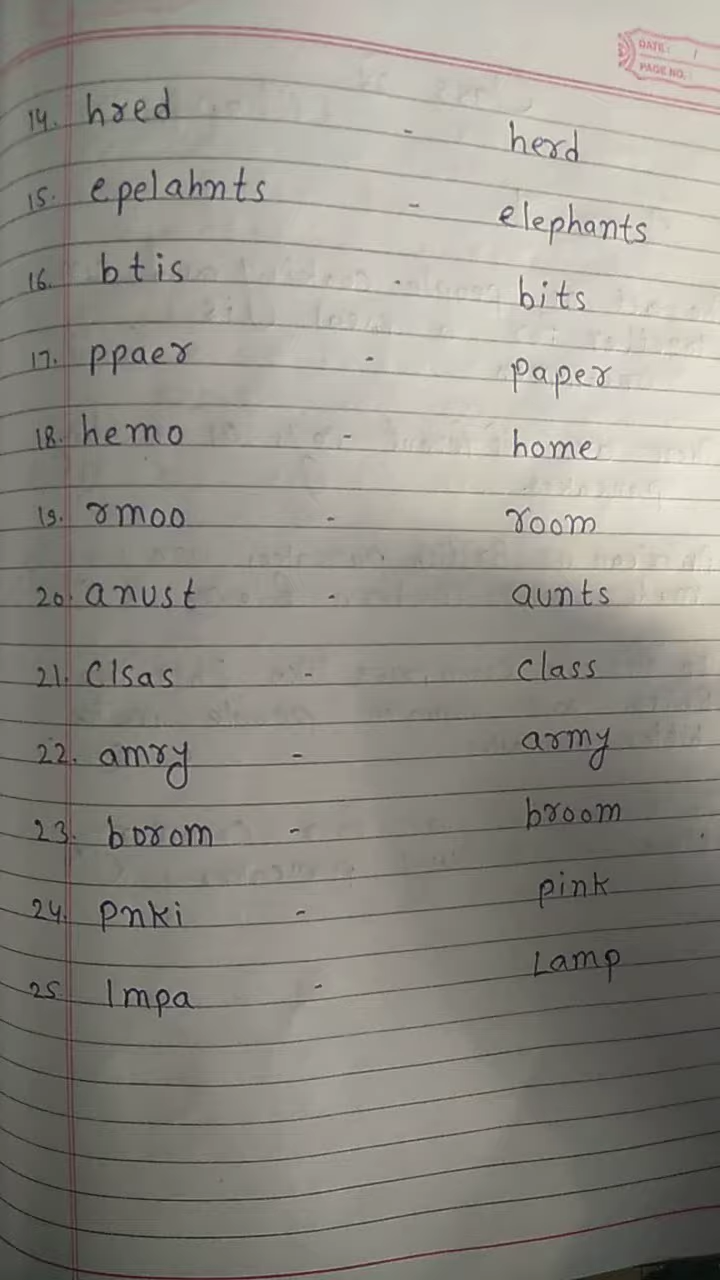 DATE: /
PAGE NO.:
14. hred - herd
15. epelahnts - elephants
16. btis - bits
17. ppaer - paper
18. hemo - home
19. rmoo - room
20. anust - aunts
21. Clsas - Class
22. amry - army
23. borom - broom
24. pnki - pink
25. lmpa - Lamp